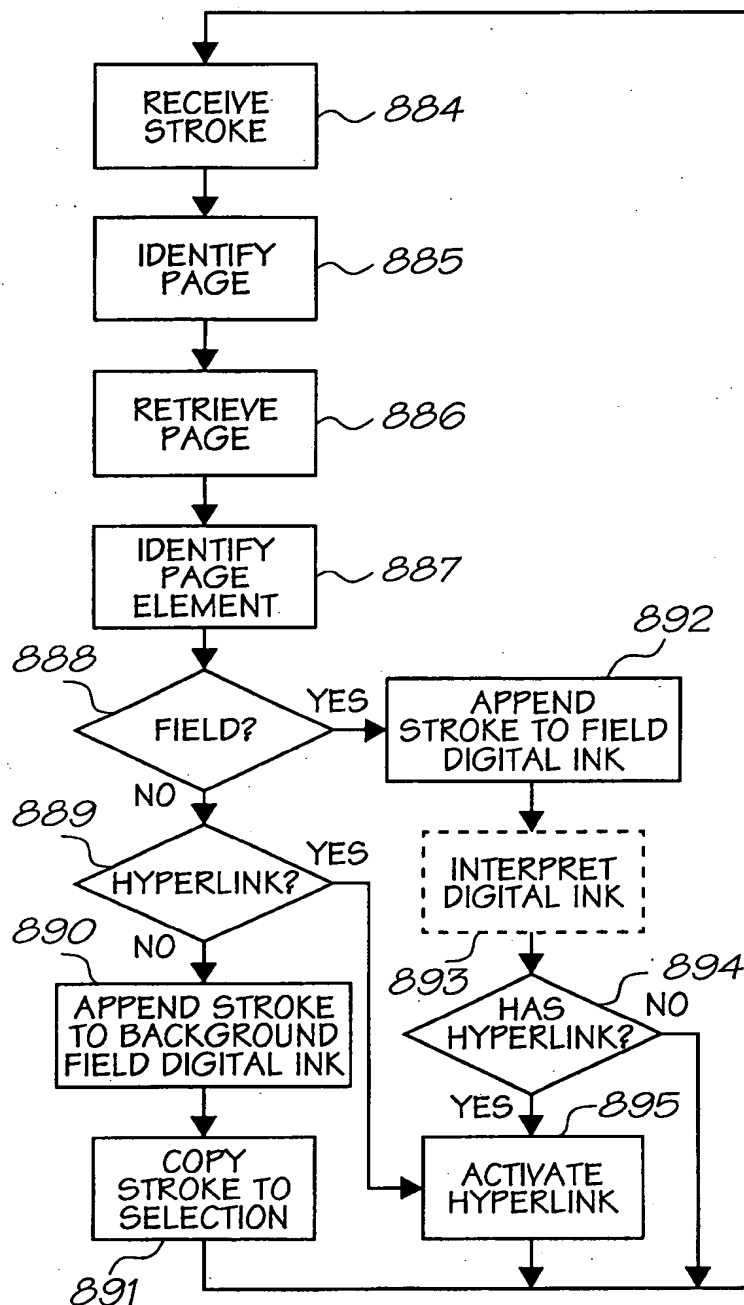 RECEIVE
STROKE
884
IDENTIFY
PAGE
885
RETRIEVE
PAGE
886
IDENTIFY
PAGE
ELEMENT
887
888
FIELD?
YES
NO
892
APPEND
STROKE TO FIELD
DIGITAL INK
889
HYPERLINK?
YES
NO
INTERPRET
DIGITAL INK
893
890
APPEND STROKE
TO BACKGROUND
FIELD DIGITAL INK
894
HAS
HYPERLINK?
NO
YES
895
COPY
STROKE TO
SELECTION
891
ACTIVATE
HYPERLINK